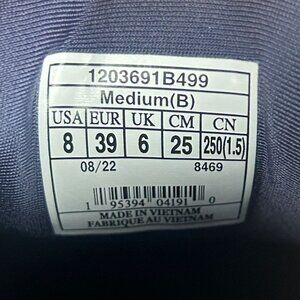 1203691B499
Medium(B)
USA EUR UK CM CN
8 39 6 25 250(1.5)
08/22 8469
1 95394 04191 0
MADE IN VIETNAM
FABRIQUE AU VIETNAM